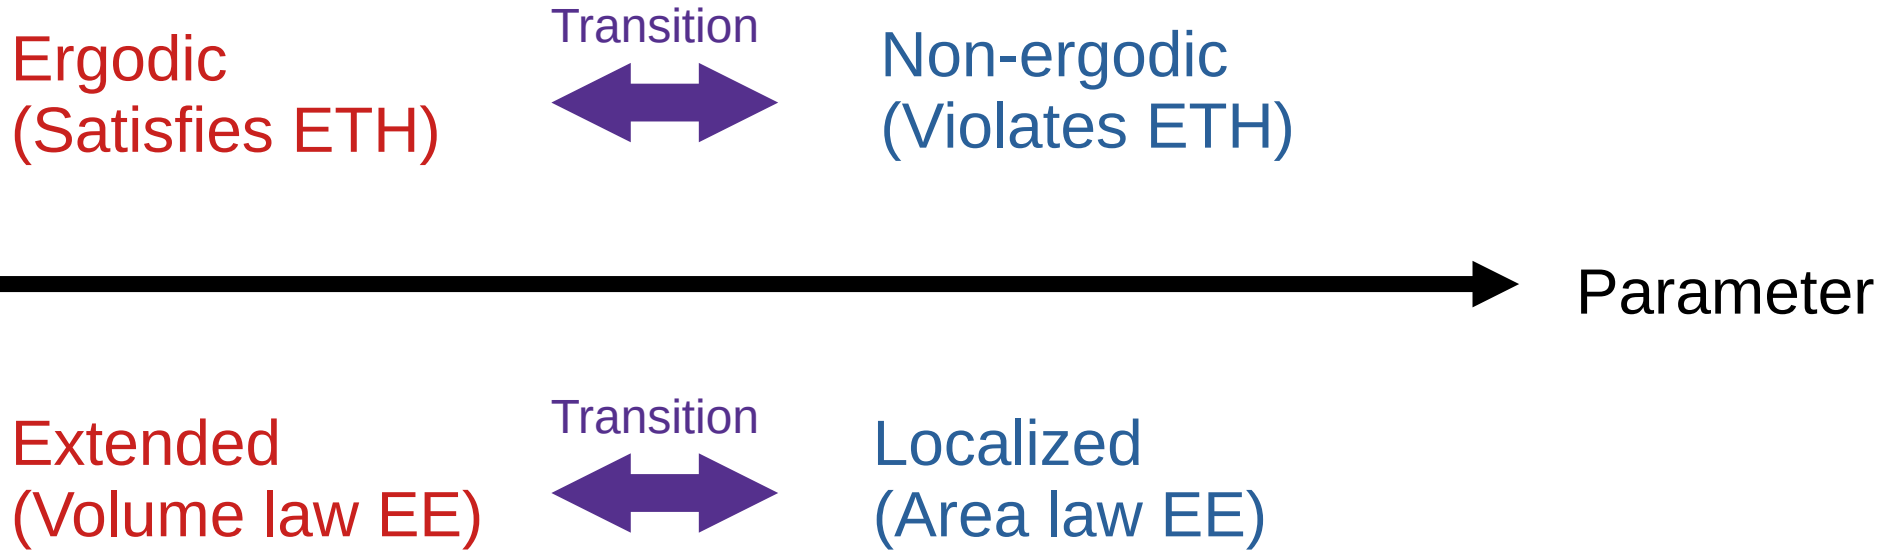 Transition
Ergodic
(Satisfies ETH)
Non-ergodic
(Violates ETH)
Parameter
Transition
Extended
(Volume law EE)
Localized
(Area law EE)